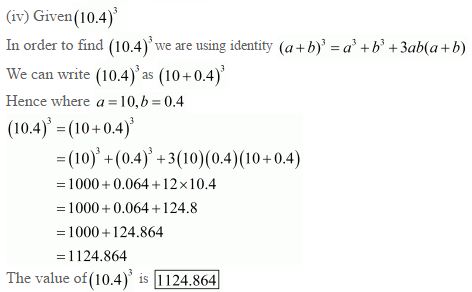 (iv) Given (10.4)³
In order to find (10.4)³ we are using identity (a+b)³ = a³ + b³ + 3ab(a+b)
We can write (10.4)³ as (10+0.4)³
Hence where a = 10, b = 0.4
(10.4)³ = (10+0.4)³
= (10)³ + (0.4)³ + 3(10)(0.4)(10+0.4)
= 1000 + 0.064 + 12×10.4
= 1000 + 0.064 + 124.8
= 1000 + 124.864
= 1124.864
The value of (10.4)³ is 1124.864